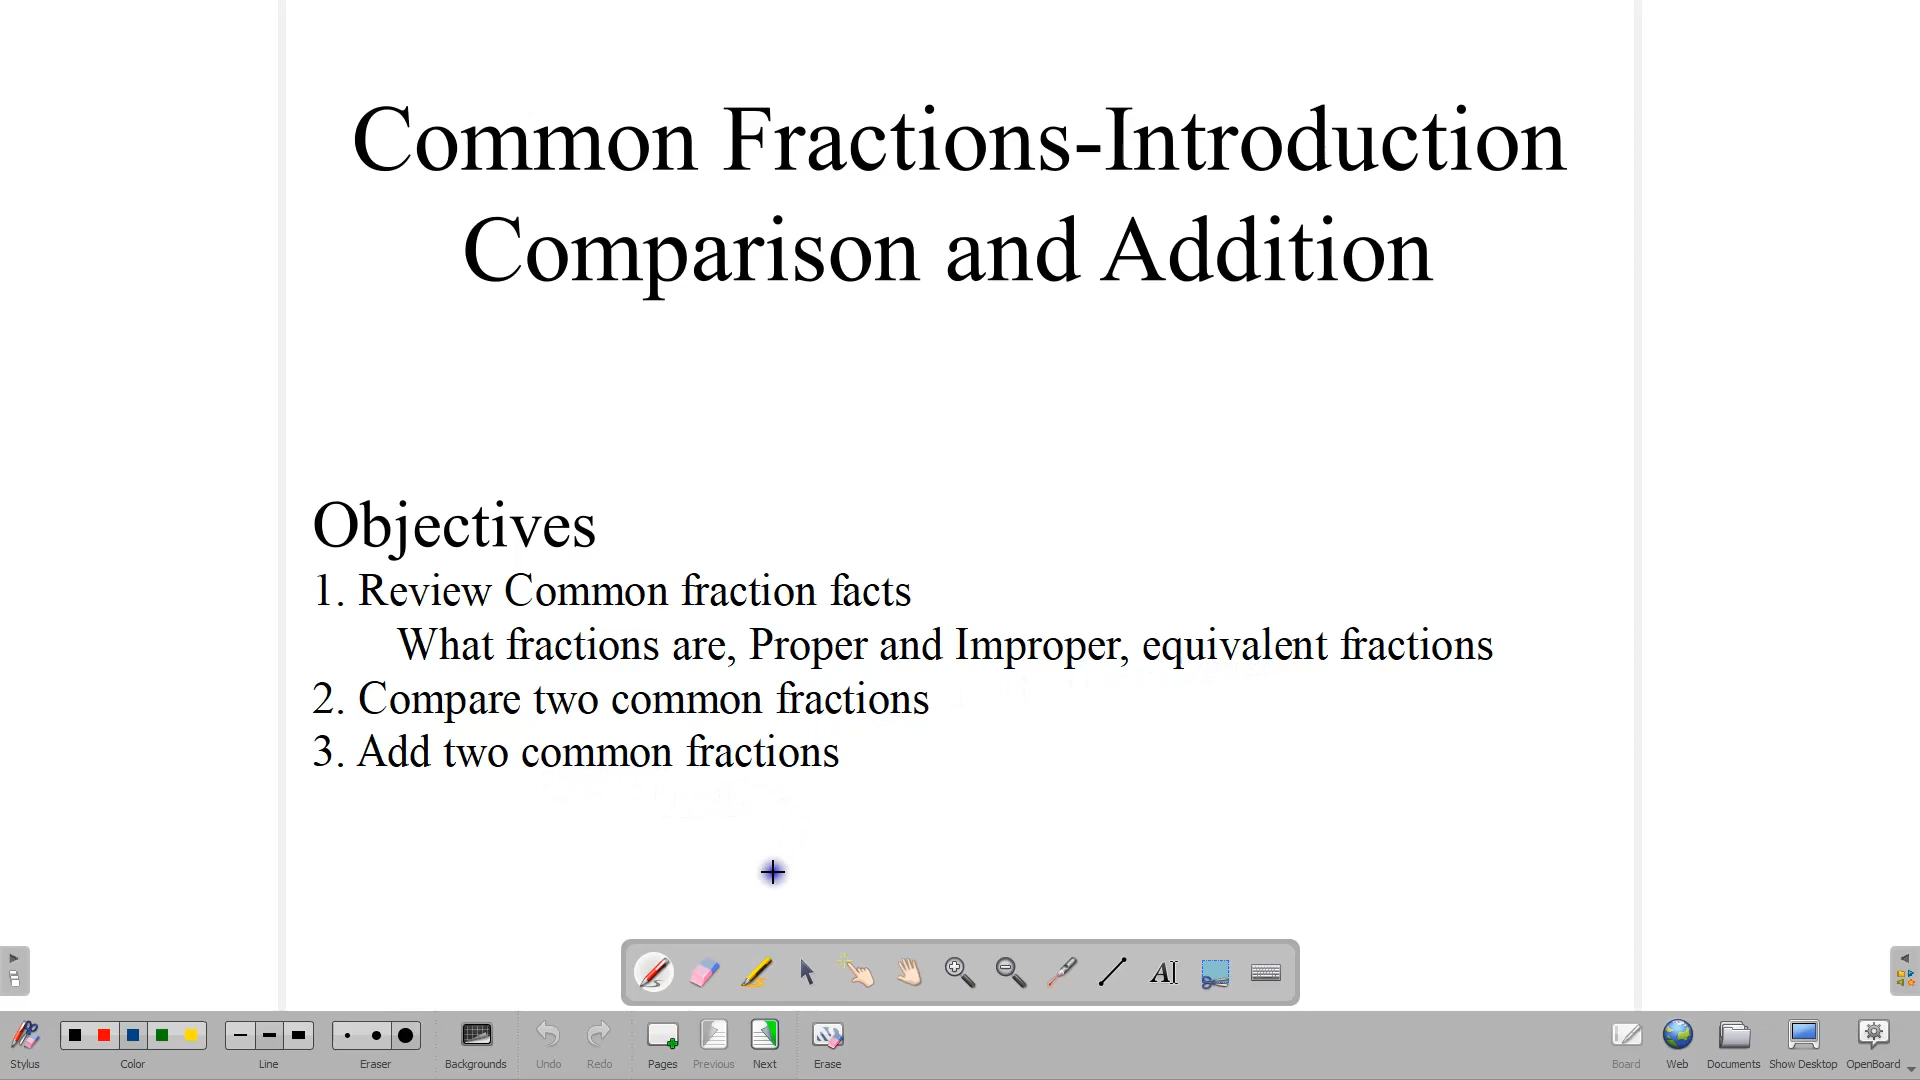 Common Fractions-Introduction
Comparison and Addition
Objectives
1. Review Common fraction facts
What fractions are, Proper and Improper, equivalent fractions
2. Compare two common fractions
3. Add two common fractions
Stylus Color Line Eraser Backgrounds Undo Redo Pages Previous Next Erase Board Web Documents Show Desktop OpenBoard